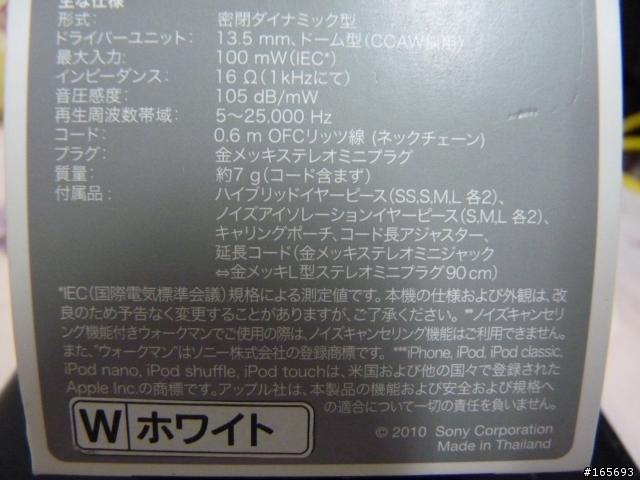 主な仕様
形式: 密閉ダイナミック型
ドライバーユニット: 13.5 mm、ドーム型(CCAW採用)
最大入力: 100 mW(IEC*)
インピーダンス: 16 Ω(1kHzにて)
音圧感度: 105 dB/mW
再生周波数帯域: 5〜25,000 Hz
コード: 0.6 m OFCリッツ線 (ネックチェーン)
プラグ: 金メッキステレオミニプラグ
質量: 約7 g(コード含まず)
付属品: ハイブリッドイヤーピース(SS,S,M,L 各2)、
ノイズアイソレーションイヤーピース(S,M,L 各2)、
キャリングポーチ、コード長アジャスター、
延長コード(金メッキステレオミニジャック
⇔金メッキL型ステレオミニプラグ90cm)
*IEC(国際電気標準会議)規格による測定値です。本機の仕様および外観は、改
良のため予告なく変更することがありますが、ご了承ください。**ノイズキャンセリ
ング機能付きウォークマンでご使用の際は、ノイズキャンセリング機能はご利用できません。
また、"ウォークマン"はソニー株式会社の登録商標です。***iPhone, iPod, iPod classic,
iPod nano, iPod shuffle, iPod touchは、米国および他の国々で登録された
Apple Inc.の商標です。アップル社は、本製品の機能および安全および規格へ
の適合について一切の責任を負いません。
W ホワイト
© 2010 Sony Corporation
Made in Thailand
#165693